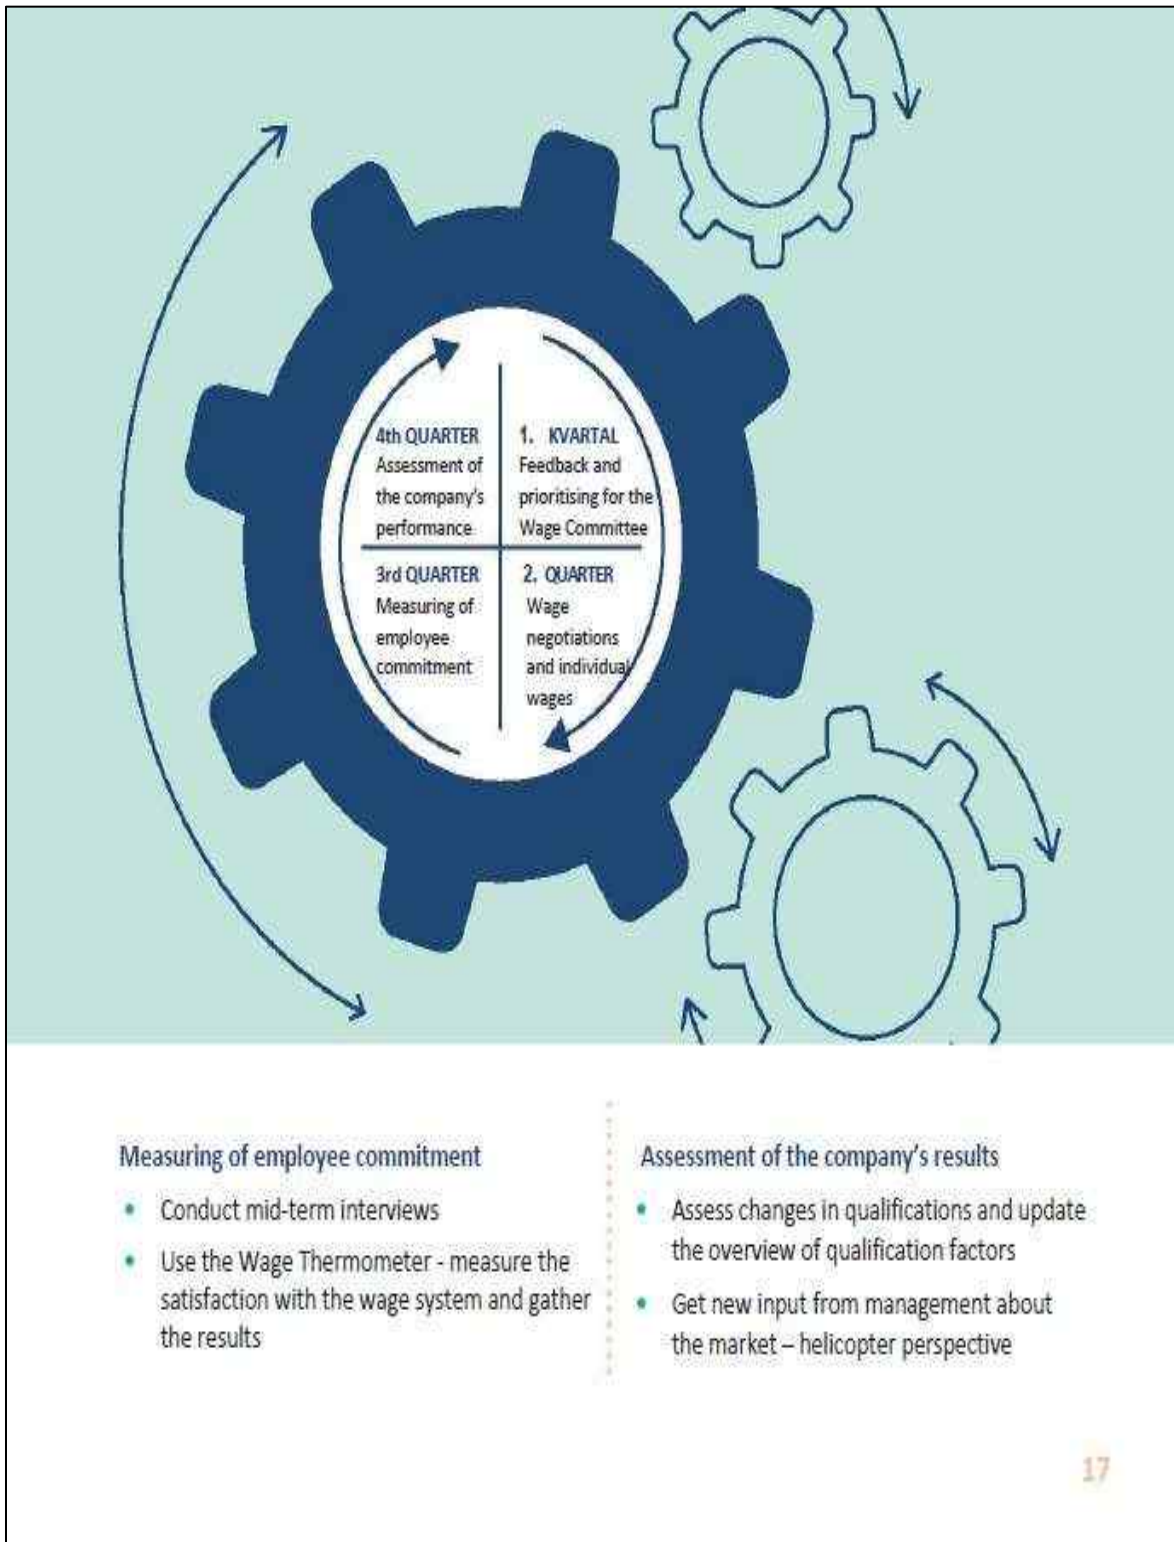 4th QUARTER
Assessment of
the company's
performance
1. KVARTAL
Feedback and
prioritising for the
Wage Committee
3rd QUARTER
Measuring of
employee
commitment
2. QUARTER
Wage
negotiations
and individual
wages
Measuring of employee commitment
• Conduct mid-term interviews
• Use the Wage Thermometer - measure the
satisfaction with the wage system and gather
the results
Assessment of the company's results
• Assess changes in qualifications and update
the overview of qualification factors
• Get new input from management about
the market – helicopter perspective
17